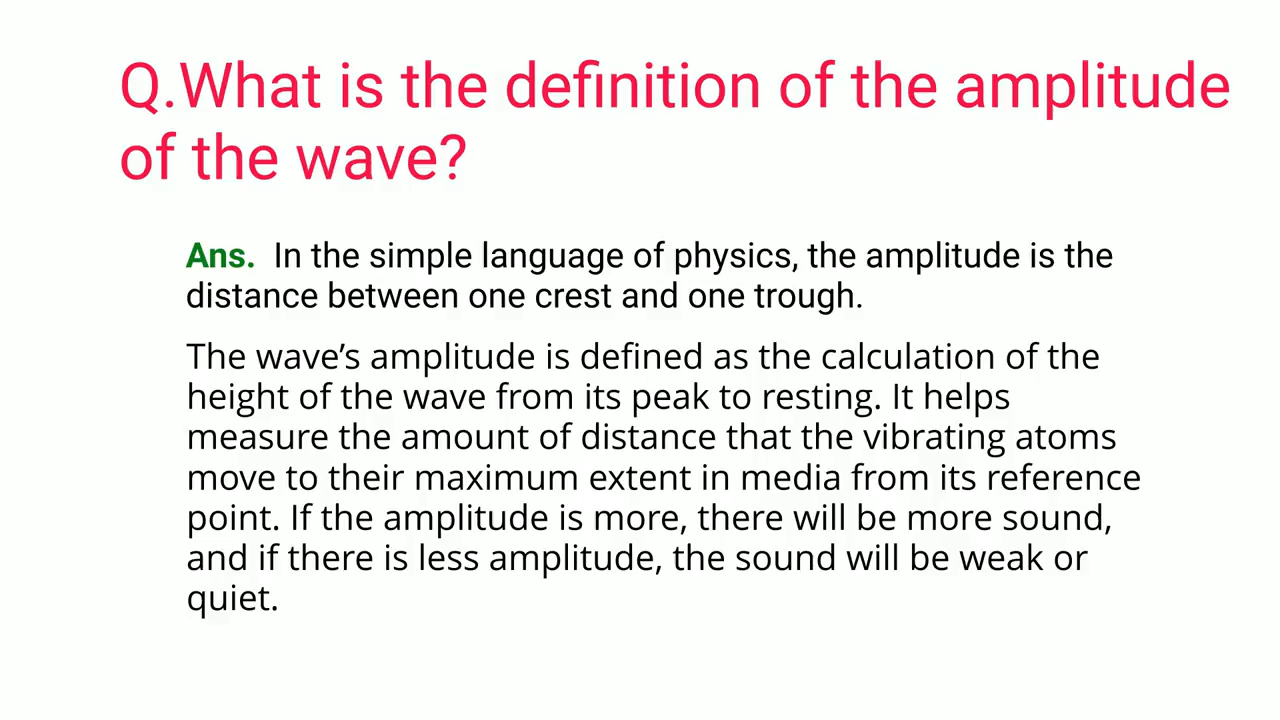 Q.What is the definition of the amplitude
of the wave?
Ans. In the simple language of physics, the amplitude is the
distance between one crest and one trough.
The wave’s amplitude is defined as the calculation of the
height of the wave from its peak to resting. It helps
measure the amount of distance that the vibrating atoms
move to their maximum extent in media from its reference
point. If the amplitude is more, there will be more sound,
and if there is less amplitude, the sound will be weak or
quiet.